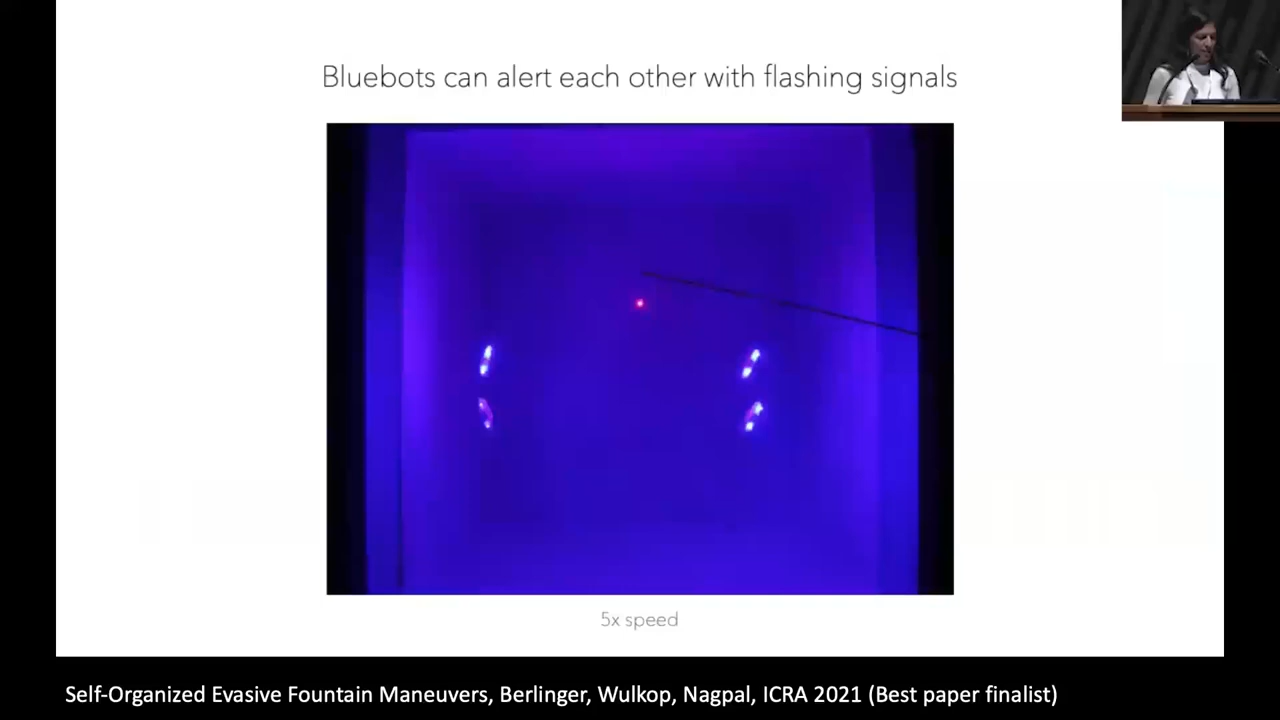 Bluebots can alert each other with flashing signals
5x speed
Self-Organized Evasive Fountain Maneuvers, Berlinger, Wulkop, Nagpal, ICRA 2021 (Best paper finalist)